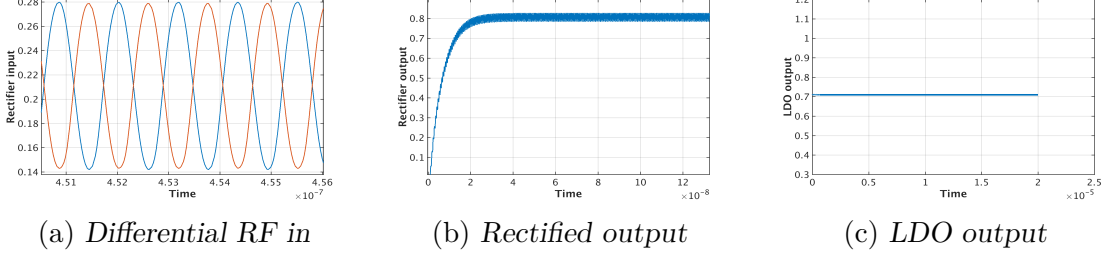 0.28
0.26
0.24
0.22
0.2
0.18
0.16
0.14
Rectifier input
4.51 4.52 4.53 4.54 4.55 4.56
Time
×10⁻⁷
(a) Differential RF in
0.8
0.7
0.6
0.5
0.4
0.3
0.2
0.1
Rectifier output
0 2 4 6 8 10 12
Time
×10⁻⁸
(b) Rectified output
1.2
1.1
1
0.9
0.8
0.7
0.6
0.5
0.4
0.3
LDO output
0 0.5 1 1.5 2 2.5
Time
×10⁻⁵
(c) LDO output